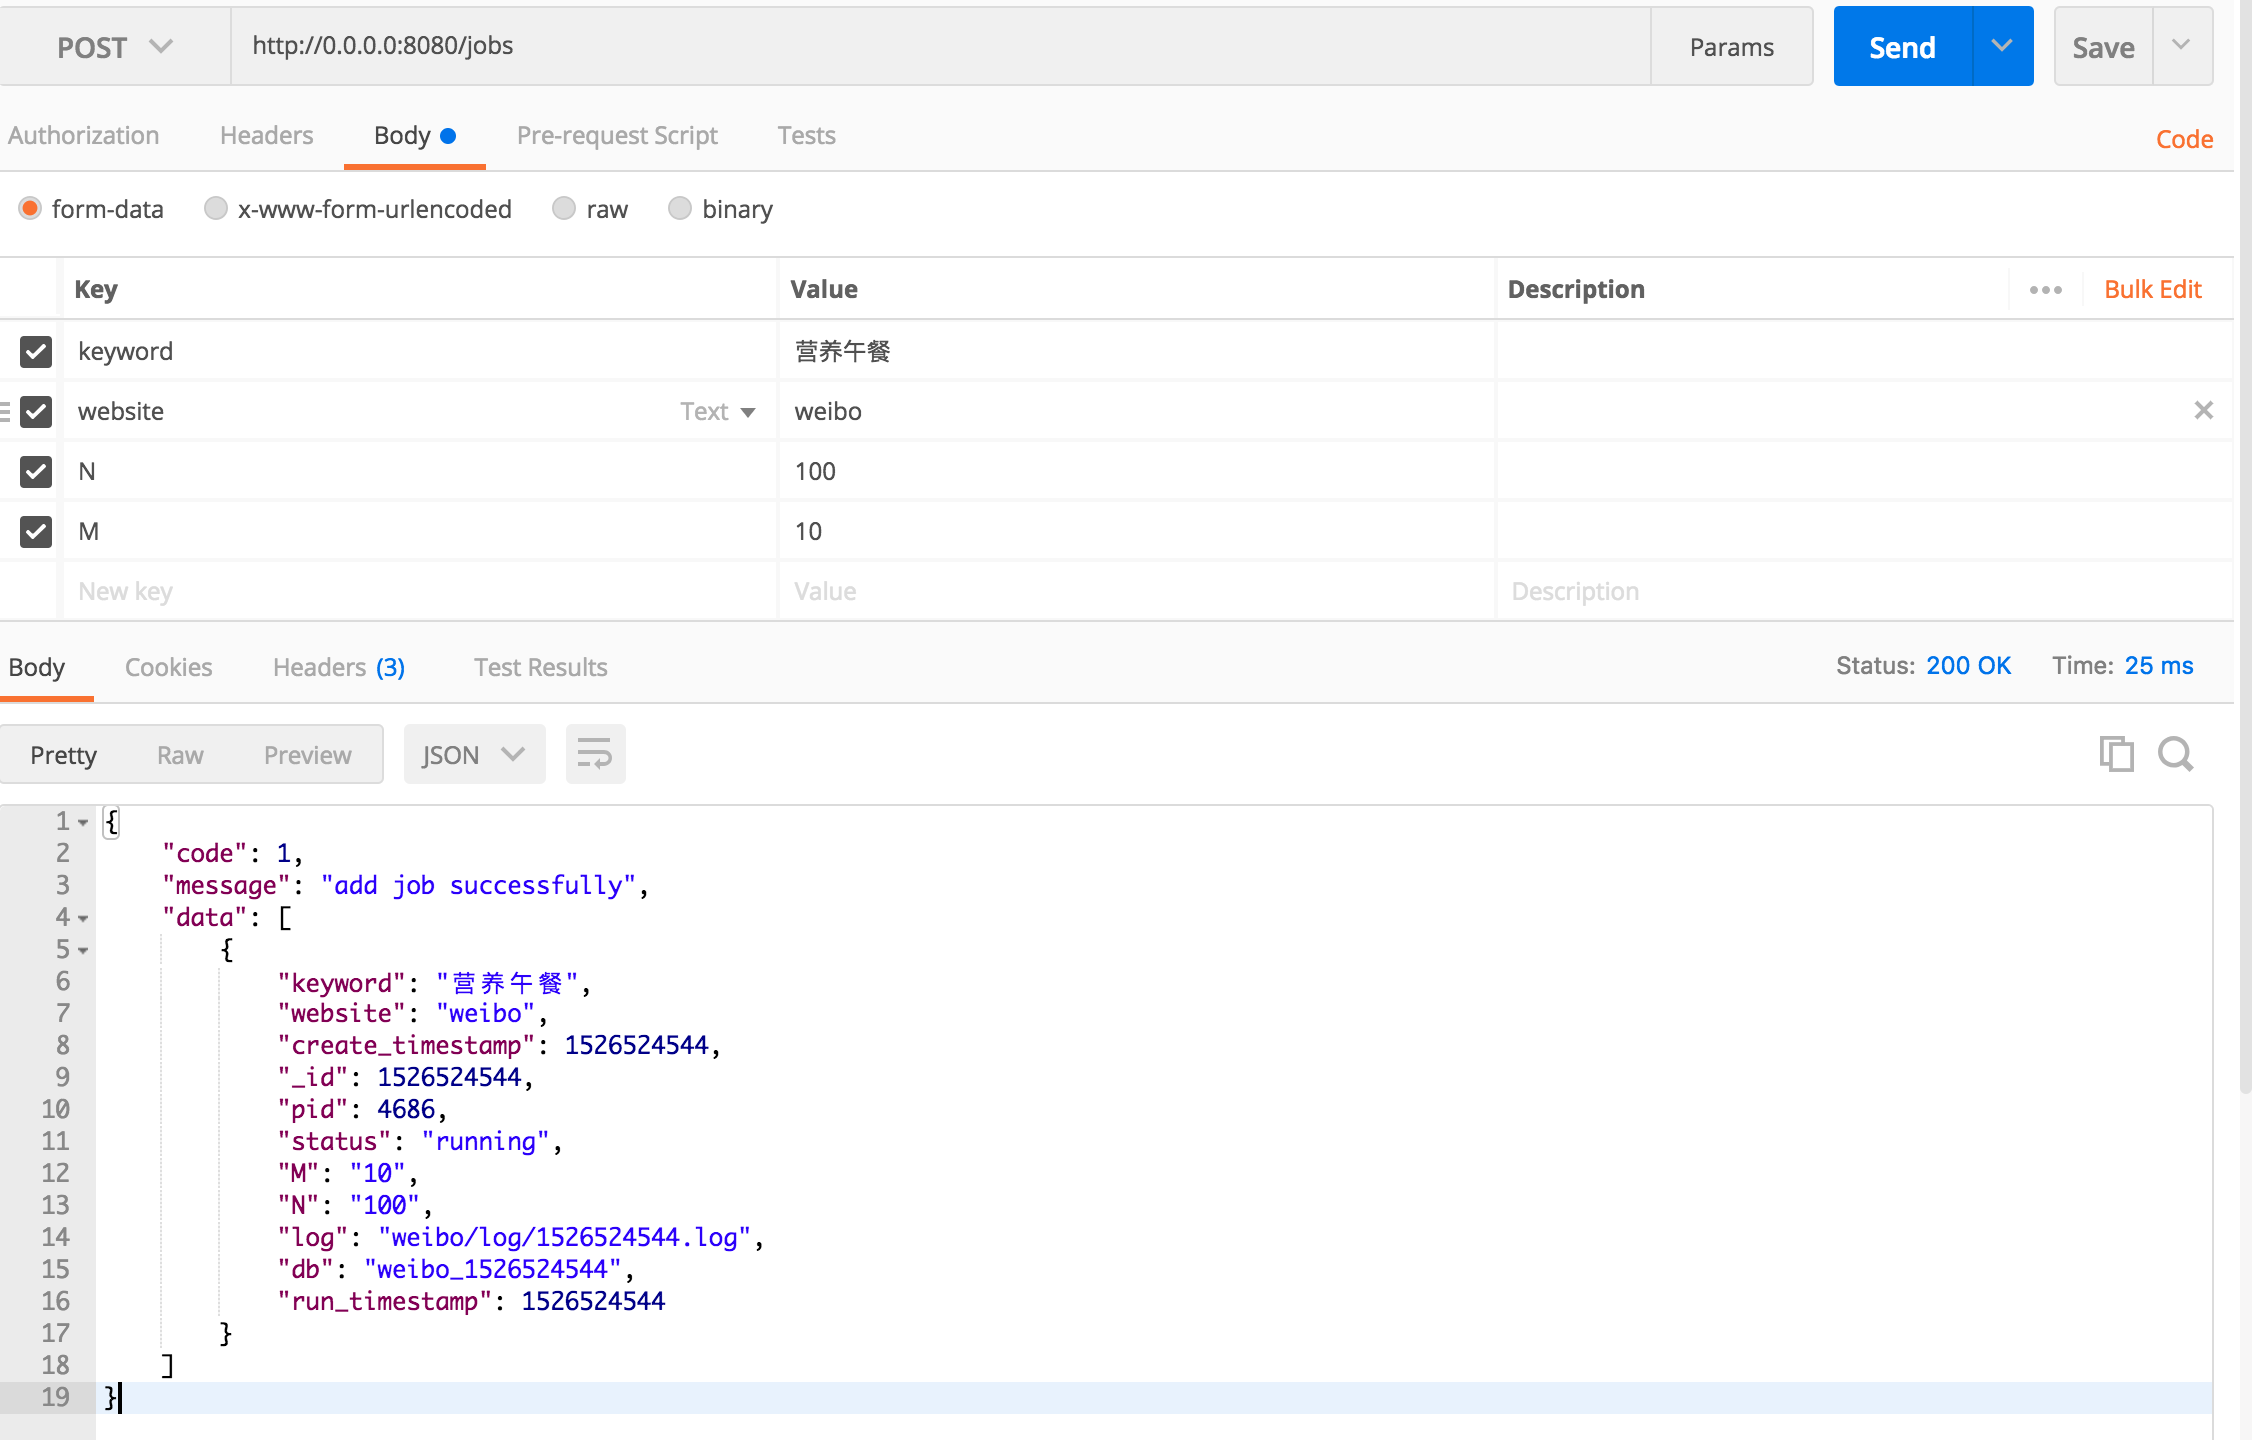 POST http://0.0.0.0:8080/jobs Params Send Save
Authorization Headers Body Pre-request Script Tests Code
form-data x-www-form-urlencoded raw binary
Key Value Description Bulk Edit
keyword 营养午餐
website Text weibo
N 100
M 10
New key Value Description
Body Cookies Headers (3) Test Results Status: 200 OK Time: 25 ms
Pretty Raw Preview JSON
1 {
2 "code": 1,
3 "message": "add job successfully",
4 "data": [
5 {
6 "keyword": "营养午餐",
7 "website": "weibo",
8 "create_timestamp": 1526524544,
9 "_id": 1526524544,
10 "pid": 4686,
11 "status": "running",
12 "M": "10",
13 "N": "100",
14 "log": "weibo/log/1526524544.log",
15 "db": "weibo_1526524544",
16 "run_timestamp": 1526524544
17 }
18 ]
19 }